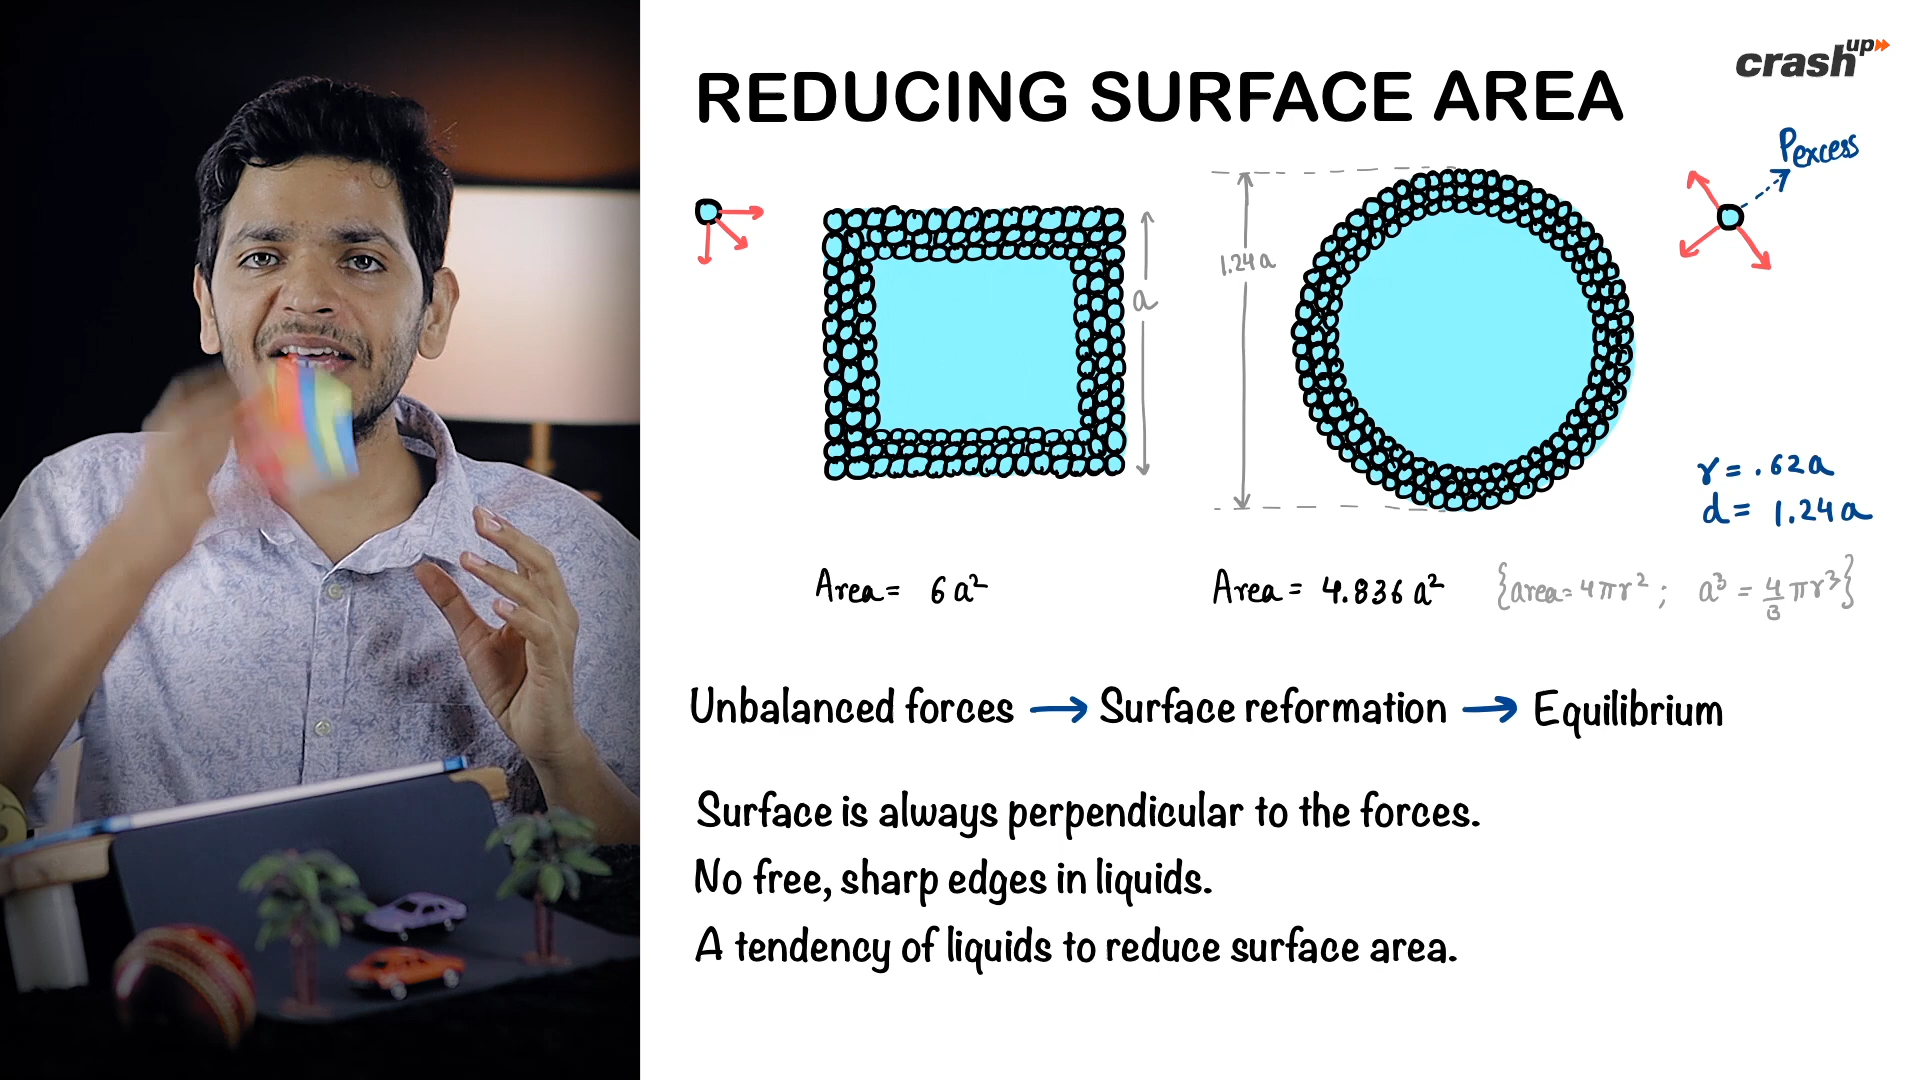 crash up
REDUCING SURFACE AREA
Pexcess
1.24a
a
r = .62a
d = 1.24a
Area = 6a²
Area = 4.836a² {area = 4πr² ; a³ = 4/3 πr³}
Unbalanced forces → Surface reformation → Equilibrium
Surface is always perpendicular to the forces.
No free, sharp edges in liquids.
A tendency of liquids to reduce surface area.